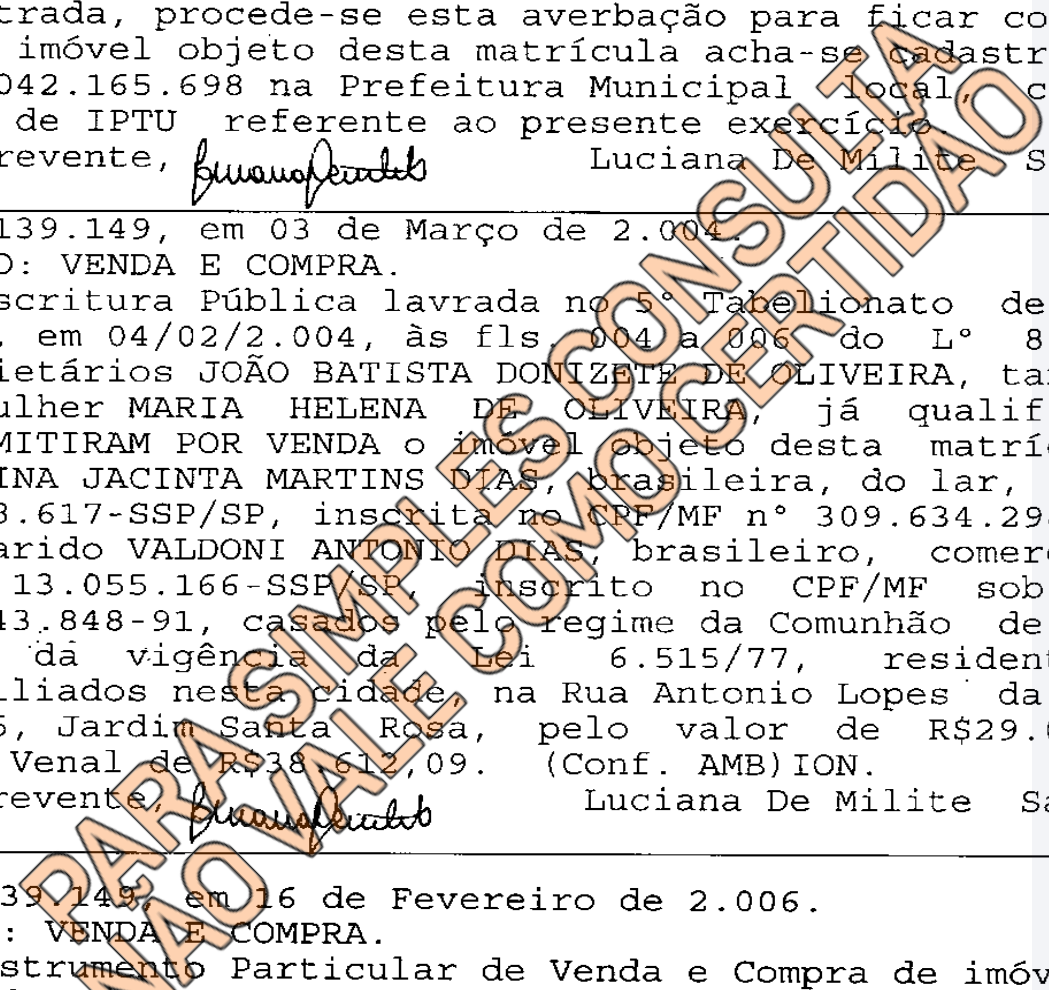 trada, procede-se esta averbação para ficar co
imóvel objeto desta matrícula acha-se cadastr
042.165.698 na Prefeitura Municipal local, c
de IPTU referente ao presente exercício.
revente, Luciana De Milite S
139.149, em 03 de Março de 2.004.
O: VENDA E COMPRA.
scritura Pública lavrada no 5° Tabelionato de
, em 04/02/2.004, às fls. 004 a 006 do L° 8
ietários JOÃO BATISTA DONIZETE DE OLIVEIRA, ta
ulher MARIA HELENA DE OLIVEIRA, já qualif
MITIRAM POR VENDA o imóvel objeto desta matríc
INA JACINTA MARTINS DIAS, brasileira, do lar,
3.617-SSP/SP, inscrita no CPF/MF n° 309.634.298
arido VALDONI ANTONIO DIAS, brasileiro, comer
13.055.166-SSP/SP, inscrito no CPF/MF sob
43.848-91, casados pelo regime da Comunhão de
da vigência da Lei 6.515/77, resident
iliados nesta cidade, na Rua Antonio Lopes da
5, Jardim Santa Rosa, pelo valor de R$29.
Venal de R$38.612,09. (Conf. AMB)ION.
revente, Luciana De Milite Sa
39.149, em 16 de Fevereiro de 2.006.
: VENDA E COMPRA.
strumento Particular de Venda e Compra de imóv
PARA SIMPLES CONSULTA
NÃO VALE COMO CERTIDÃO